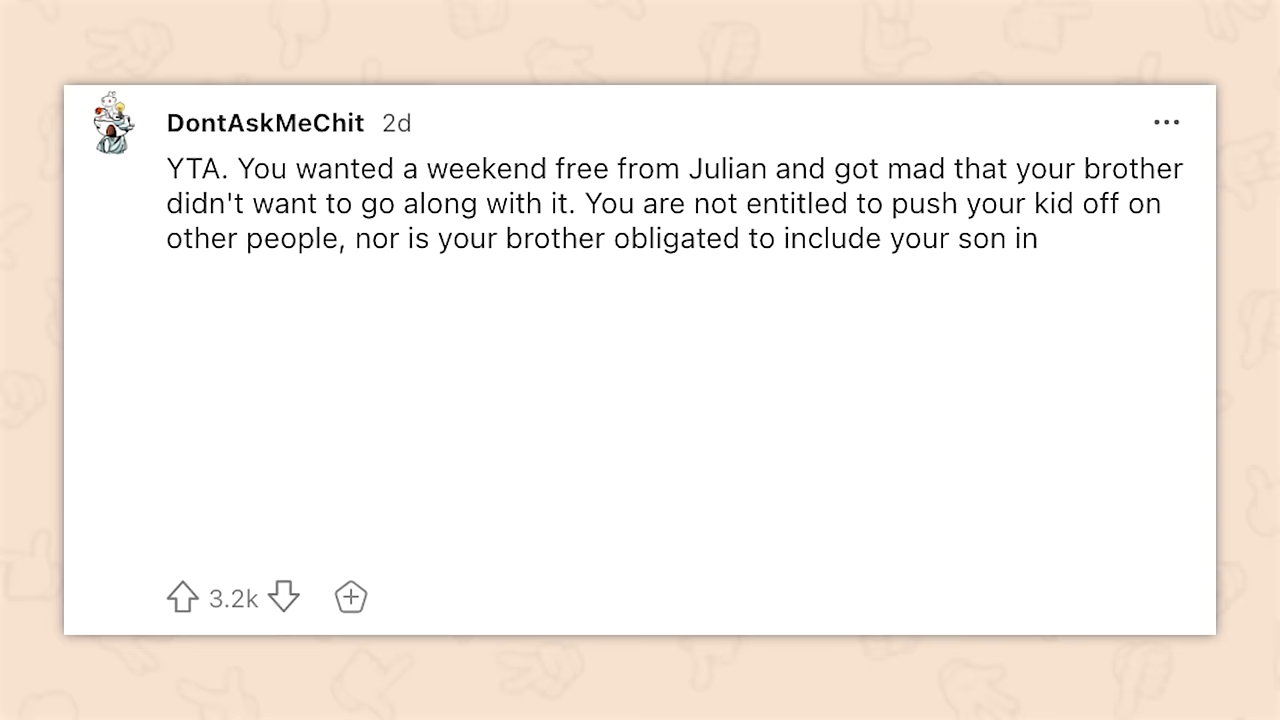 DontAskMeChit 2d
YTA. You wanted a weekend free from Julian and got mad that your brother
didn't want to go along with it. You are not entitled to push your kid off on
other people, nor is your brother obligated to include your son in
3.2k